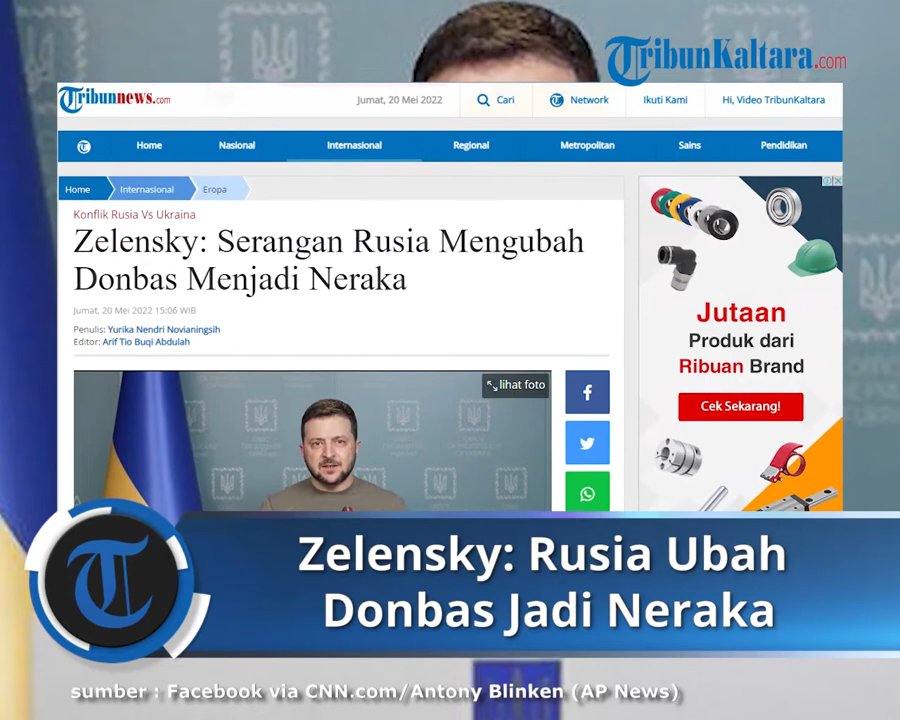 TribunKaltara.com
Tribunnews.com
Jumat, 20 Mei 2022
Cari
Network
Ikuti Kami
Hi, Video TribunKaltara
Home
Nasional
Internasional
Regional
Metropolitan
Sains
Pendidikan
Home
Internasional
Eropa
Konflik Rusia Vs Ukraina
Zelensky: Serangan Rusia Mengubah
Donbas Menjadi Neraka
Jumat, 20 Mei 2022 15:06 WIB
Penulis: Yurika Nendri Novianingsih
Editor: Arif Tio Buqi Abdulah
lihat foto
Jutaan
Produk dari
Ribuan Brand
Cek Sekarang!
Zelensky: Rusia Ubah
Donbas Jadi Neraka
sumber : Facebook via CNN.com/Antony Blinken (AP News)